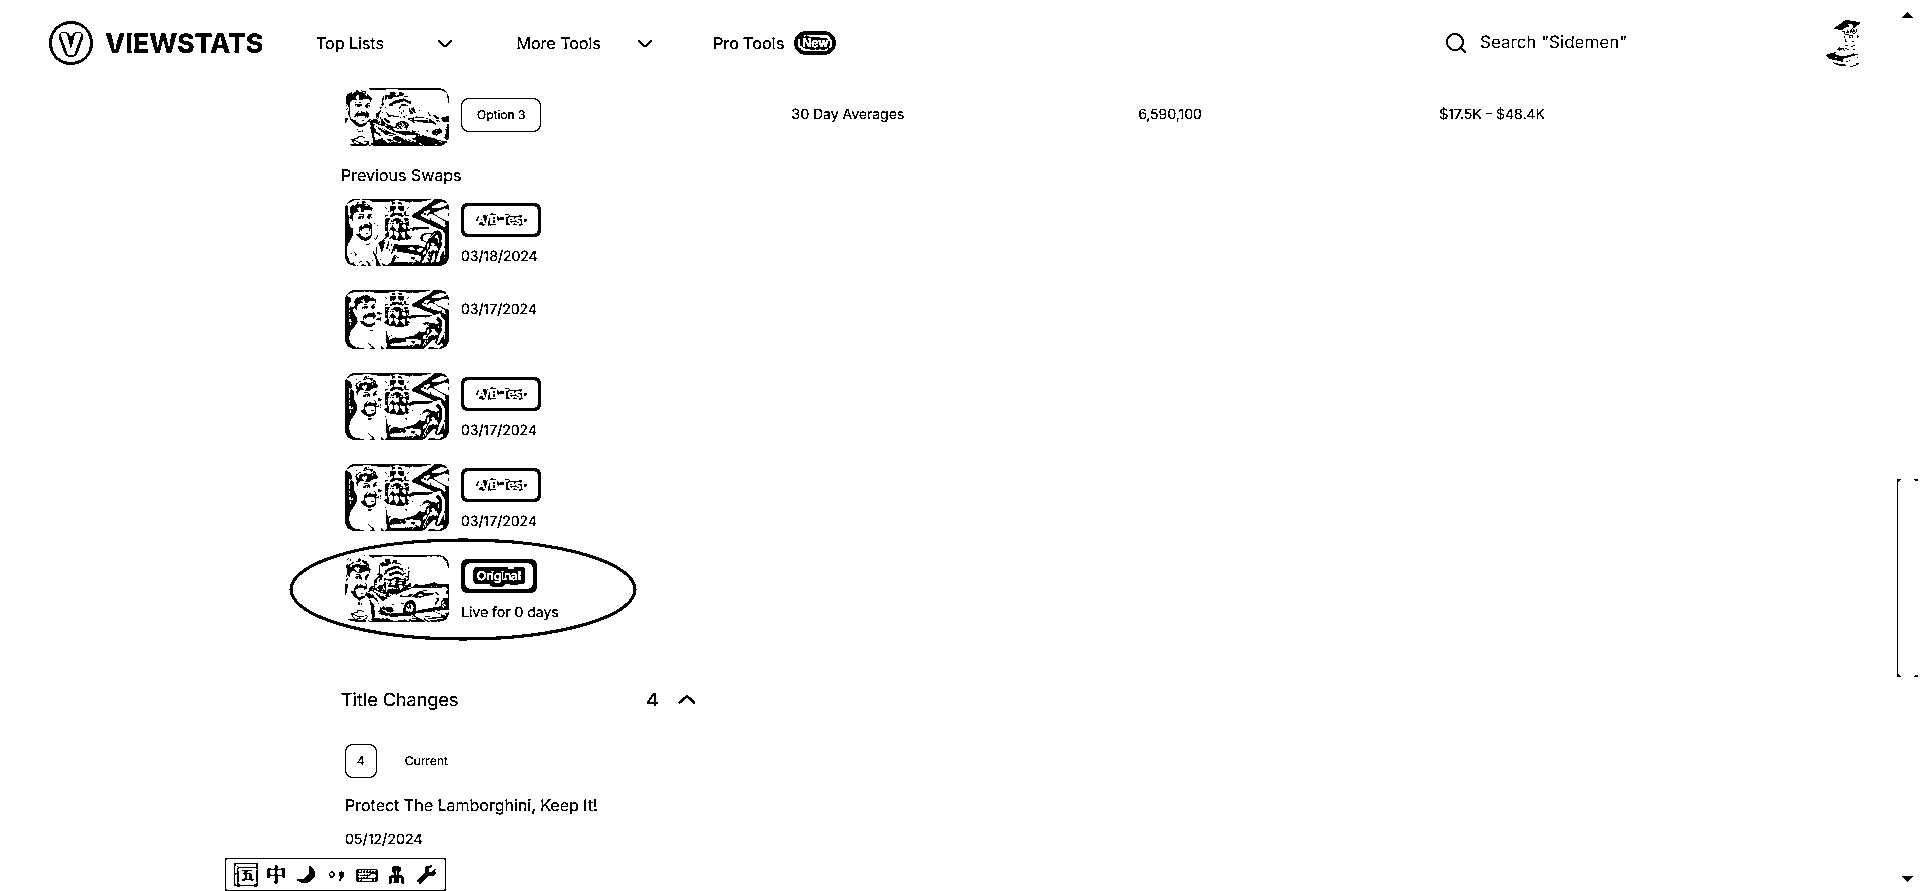 VIEWSTATS
Top Lists
More Tools
Pro Tools
New
Search "Sidemen"
Option 3
30 Day Averages
6,590,100
$17.5K - $48.4K
Previous Swaps
A/B Test
03/18/2024
03/17/2024
A/B Test
03/17/2024
A/B Test
03/17/2024
Original
Live for 0 days
Title Changes
4
4
Current
Protect The Lamborghini, Keep It!
05/12/2024
五 中